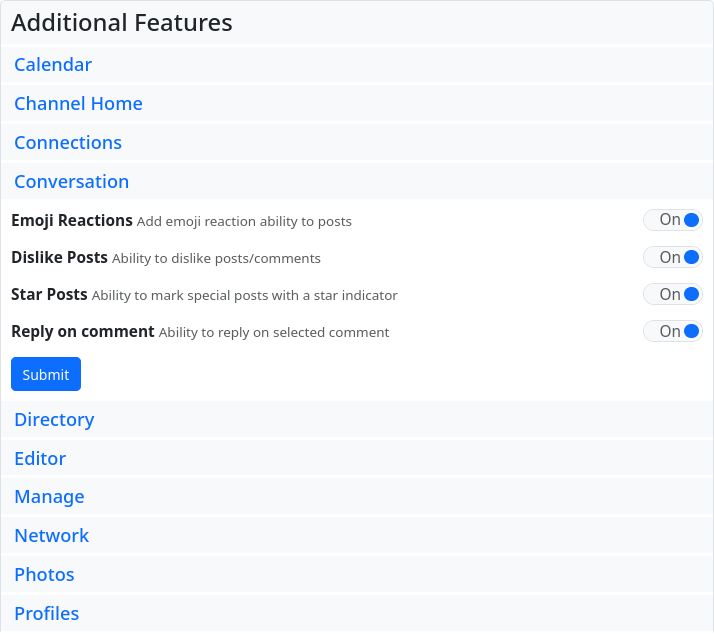 Additional Features
Calendar
Channel Home
Connections
Conversation
Emoji Reactions Add emoji reaction ability to posts On
Dislike Posts Ability to dislike posts/comments On
Star Posts Ability to mark special posts with a star indicator On
Reply on comment Ability to reply on selected comment On
Submit
Directory
Editor
Manage
Network
Photos
Profiles